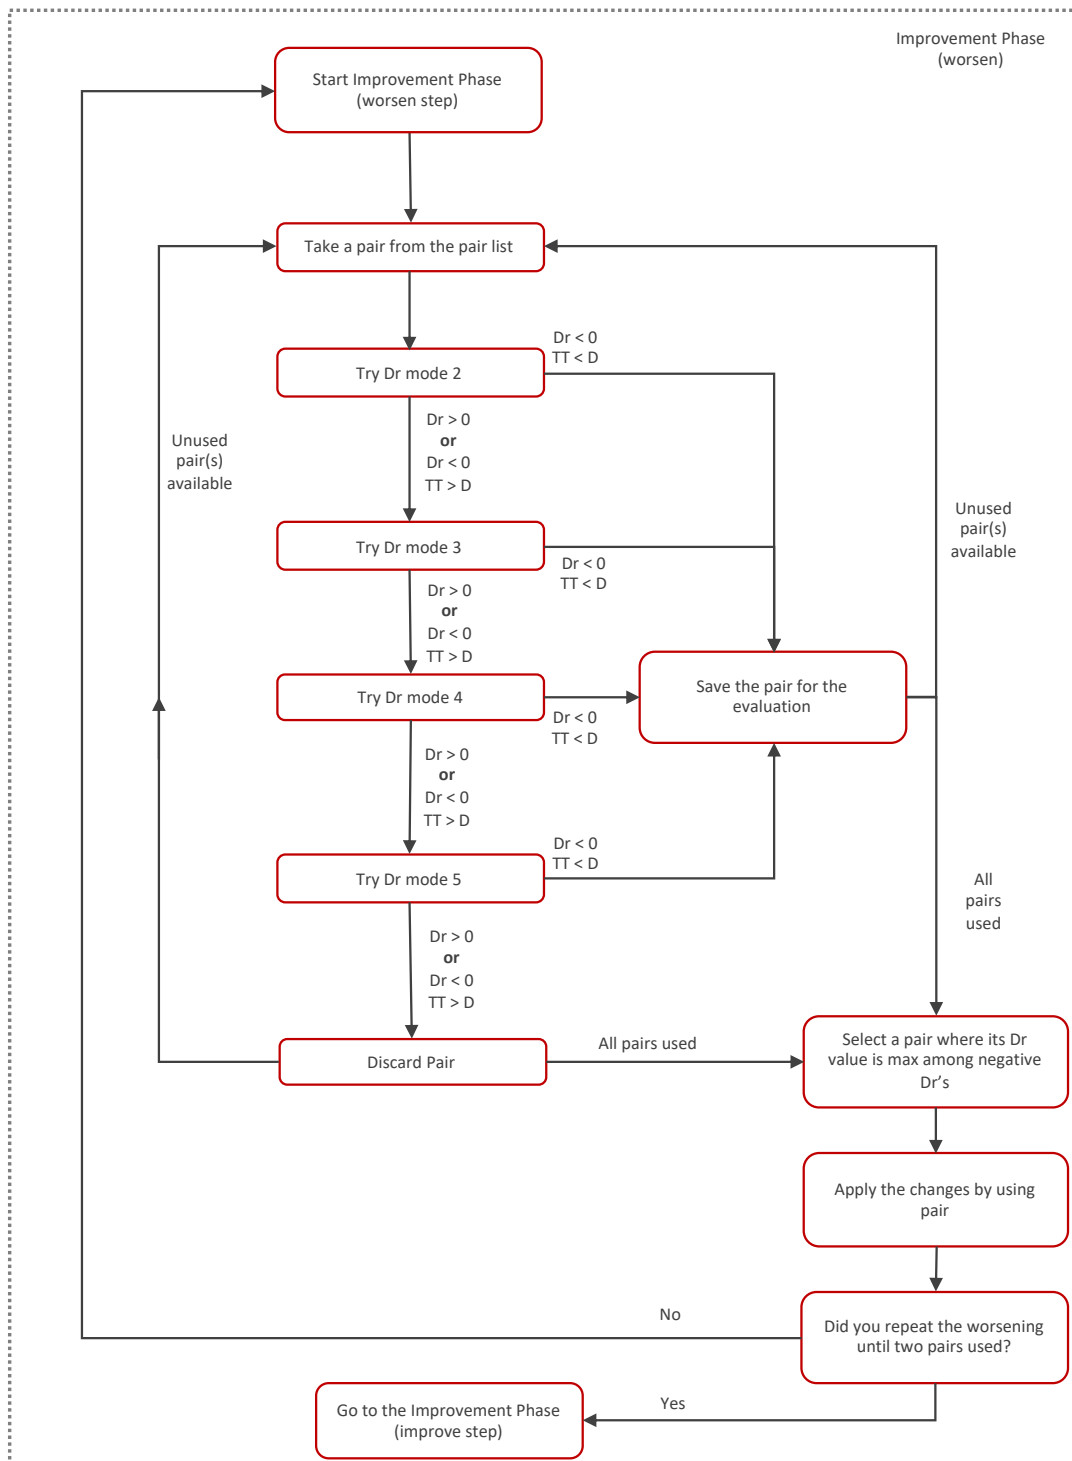 Improvement Phase
(worsen)
Start Improvement Phase
(worsen step)
Take a pair from the pair list
Dr < 0
TT < D
Try Dr mode 2
Dr > 0
or
Dr < 0
TT > D
Unused
pair(s)
available
Unused
pair(s)
available
Try Dr mode 3
Dr < 0
TT < D
Dr > 0
or
Dr < 0
TT > D
Try Dr mode 4
Dr < 0
TT < D
Save the pair for the
evaluation
Dr > 0
or
Dr < 0
TT > D
Dr < 0
TT < D
Try Dr mode 5
All
pairs
used
Dr > 0
or
Dr < 0
TT > D
Discard Pair
All pairs used
Select a pair where its Dr
value is max among negative
Dr's
Apply the changes by using
pair
No
Did you repeat the worsening
until two pairs used?
Yes
Go to the Improvement Phase
(improve step)